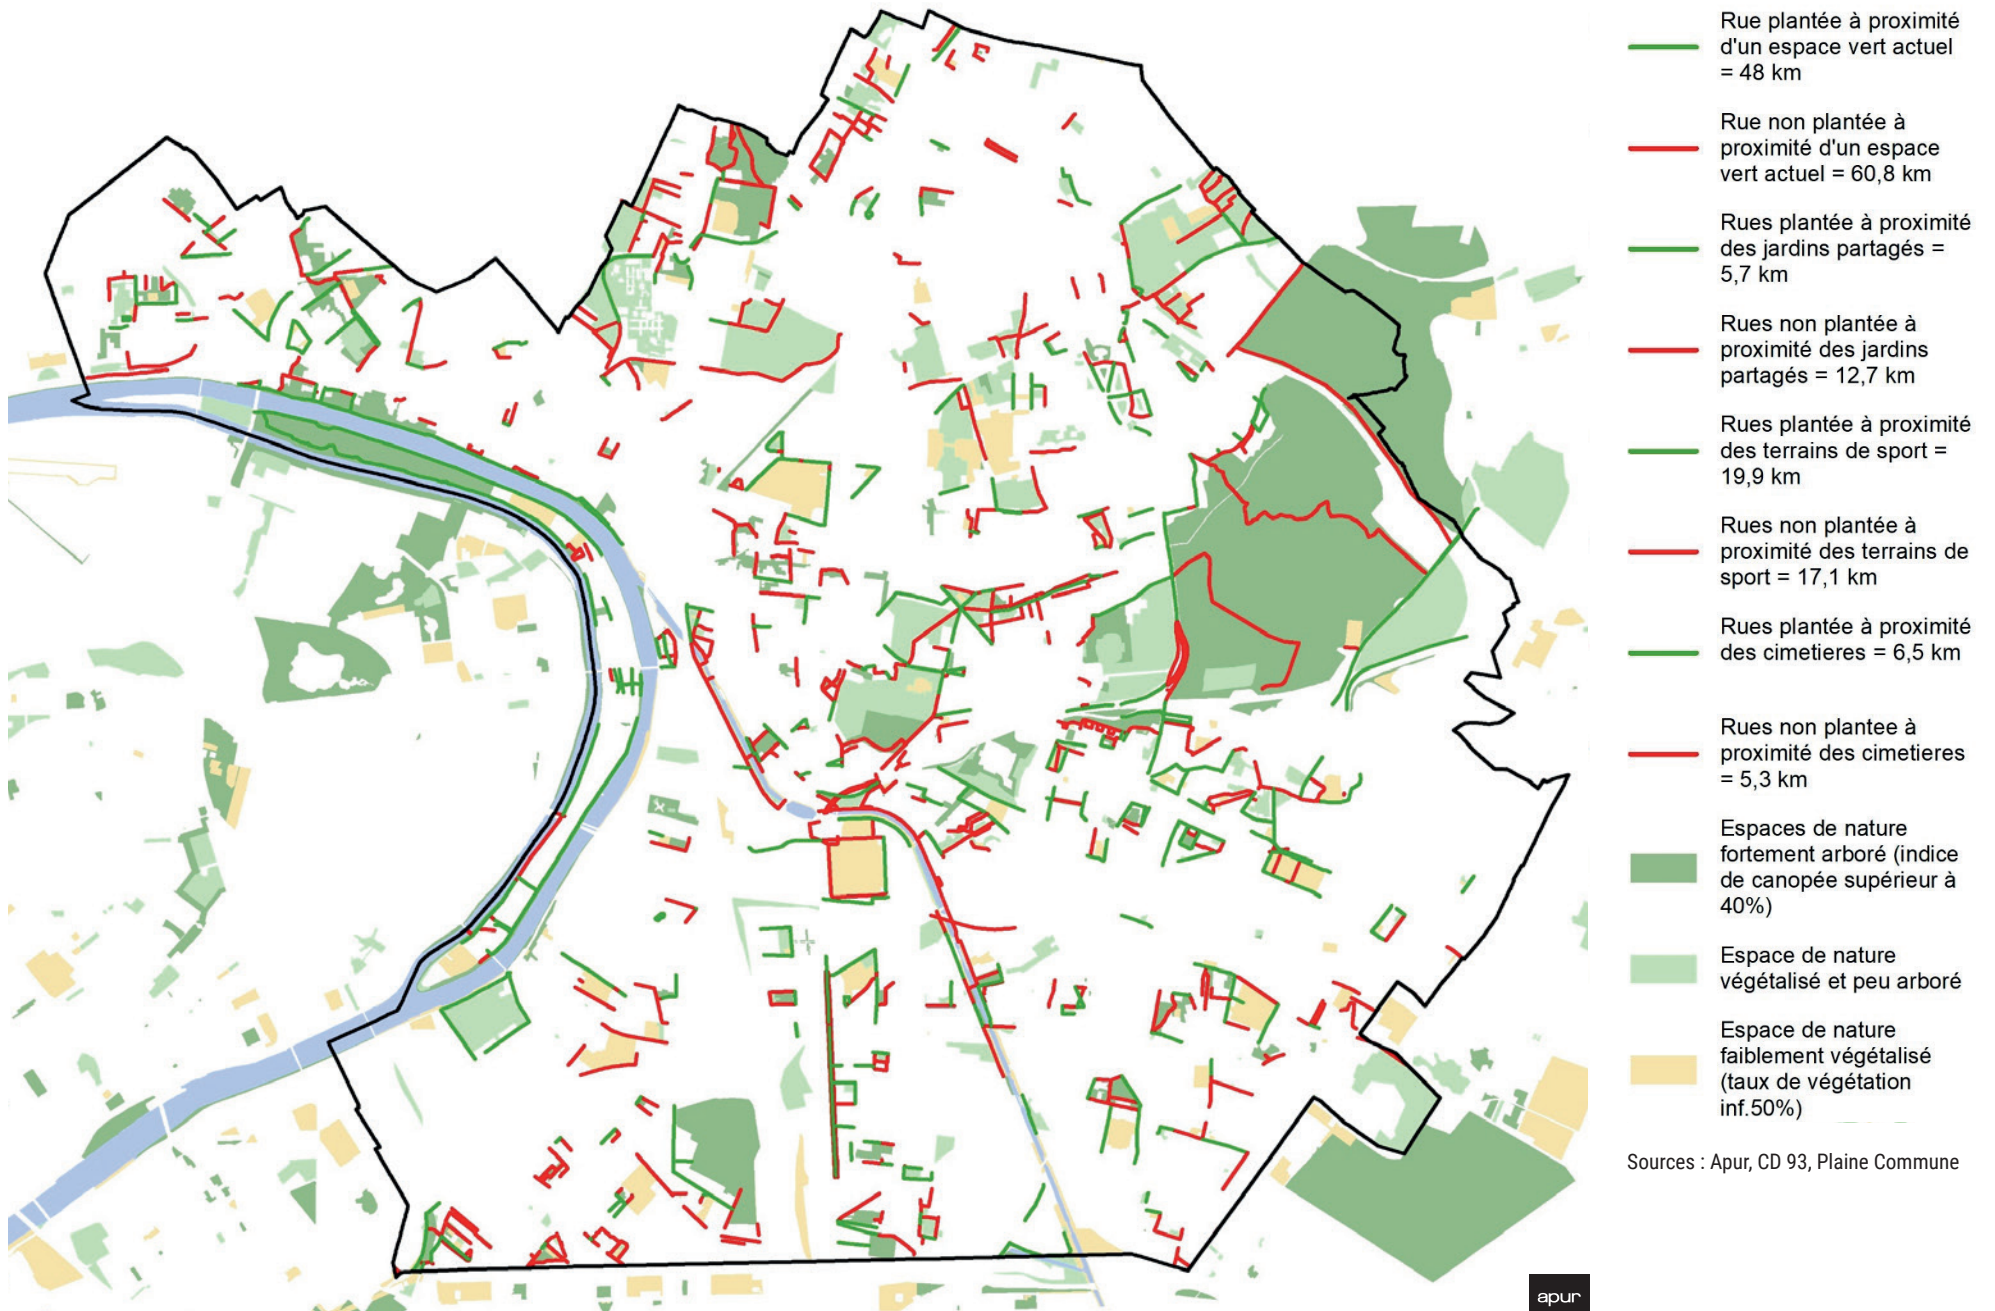 Rue plantée à proximité
d'un espace vert actuel
= 48 km
Rue non plantée à
proximité d'un espace
vert actuel = 60,8 km
Rues plantée à proximité
des jardins partagés =
5,7 km
Rues non plantée à
proximité des jardins
partagés = 12,7 km
Rues plantée à proximité
des terrains de sport =
19,9 km
Rues non plantée à
proximité des terrains de
sport = 17,1 km
Rues plantée à proximité
des cimetieres = 6,5 km
Rues non plantee à
proximité des cimetieres
= 5,3 km
Espaces de nature
fortement arboré (indice
de canopée supérieur à
40%)
Espace de nature
végétalisé et peu arboré
Espace de nature
faiblement végétalisé
(taux de végétation
inf.50%)
Sources : Apur, CD 93, Plaine Commune
apur